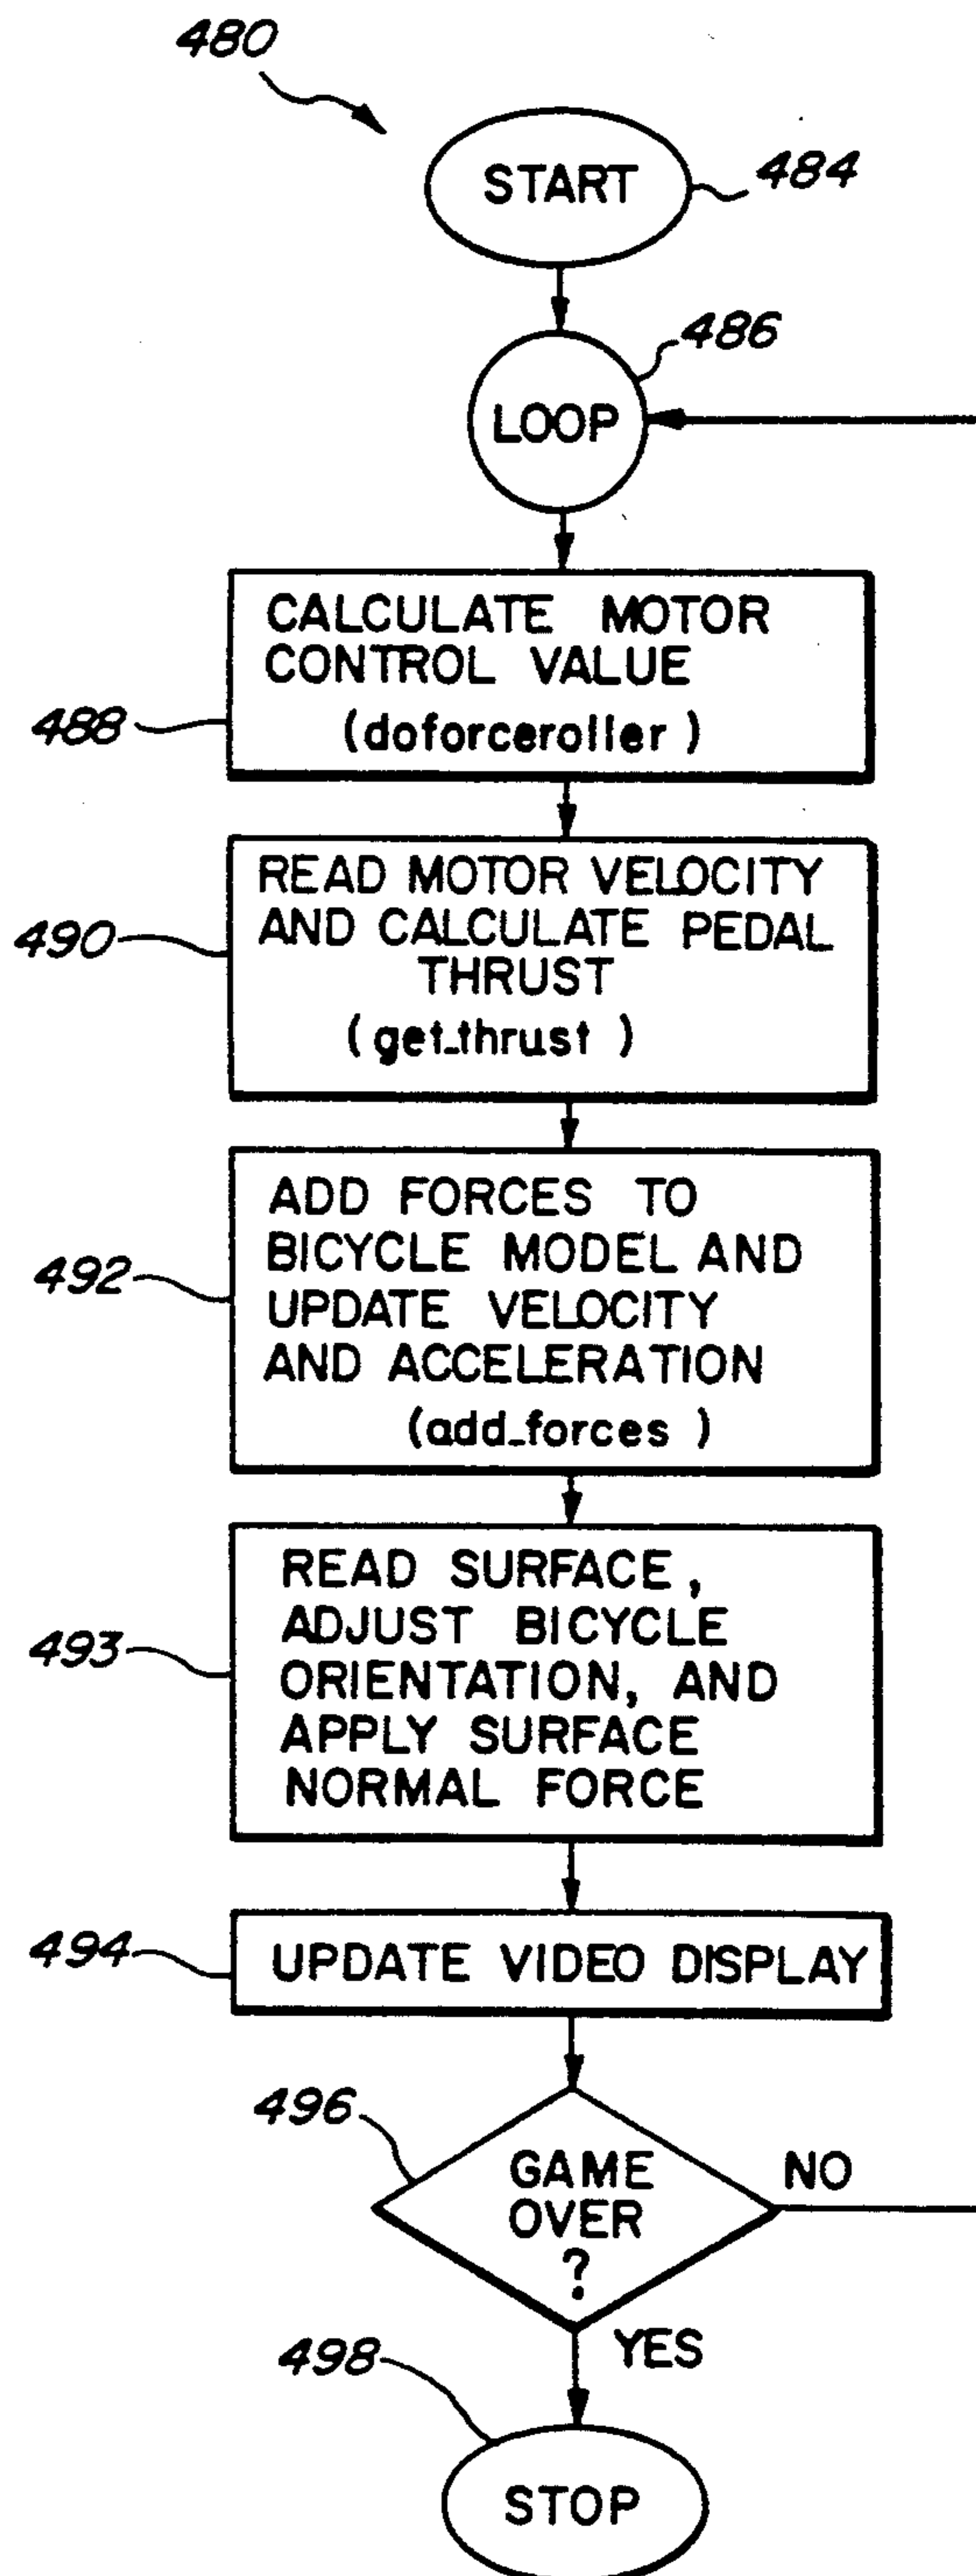 480
START
484
486
LOOP
CALCULATE MOTOR
CONTROL VALUE
(doforceroller)
488
READ MOTOR VELOCITY
AND CALCULATE PEDAL
THRUST
(get_thrust)
490
ADD FORCES TO
BICYCLE MODEL AND
UPDATE VELOCITY
AND ACCELERATION
(add_forces)
492
READ SURFACE,
ADJUST BICYCLE
ORIENTATION, AND
APPLY SURFACE
NORMAL FORCE
493
UPDATE VIDEO DISPLAY
494
496
GAME
OVER
?
NO
YES
498
STOP